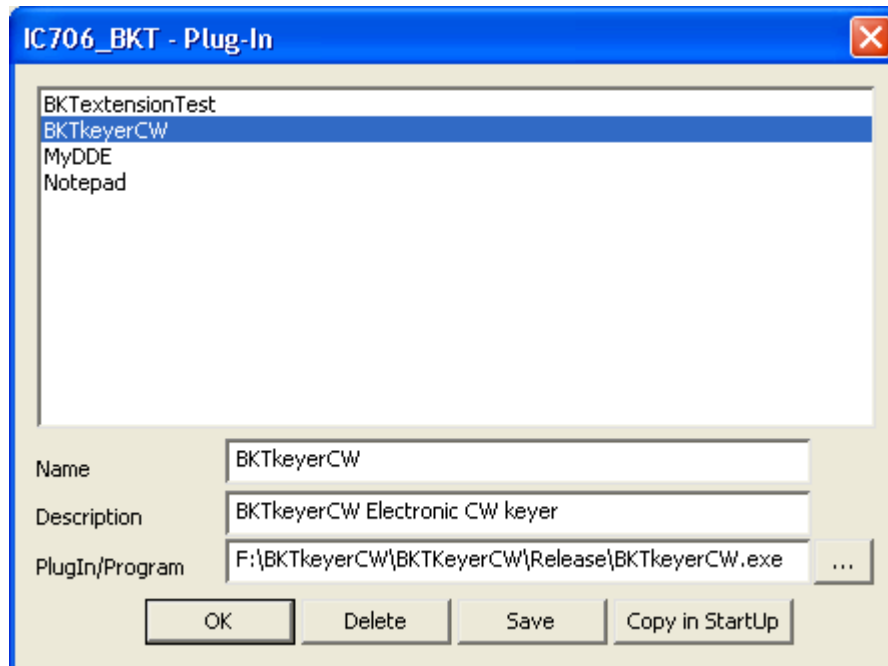 IC706_BKT - Plug-In
BKTextensionTest
BKTkeyerCW
MyDDE
Notepad
Name BKTkeyerCW
Description BKTkeyerCW Electronic CW keyer
PlugIn/Program F:\BKTkeyerCW\BKTKeyerCW\Release\BKTkeyerCW.exe ...
OK Delete Save Copy in StartUp